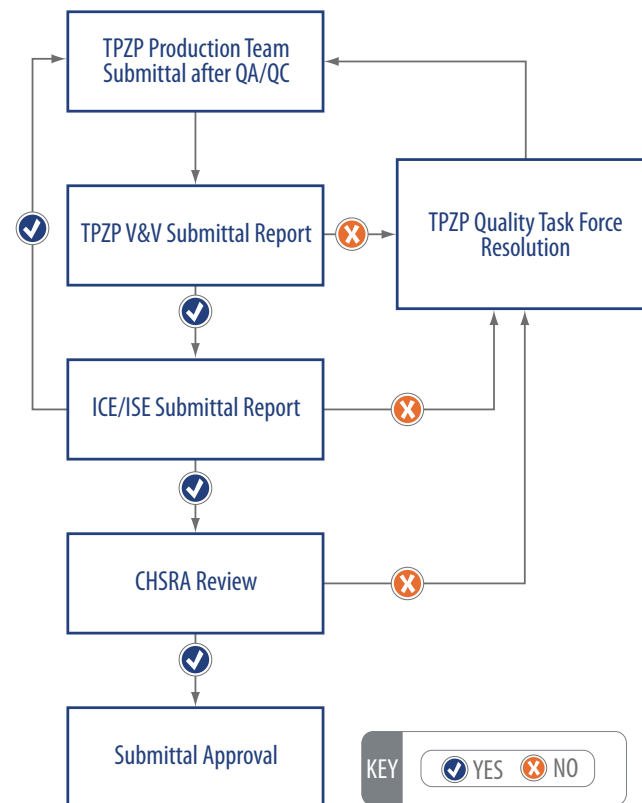 TPZP Production Team
Submittal after QA/QC
TPZP V&V Submittal Report
TPZP Quality Task Force
Resolution
ICE/ISE Submittal Report
CHSRA Review
Submittal Approval
KEY
YES
NO